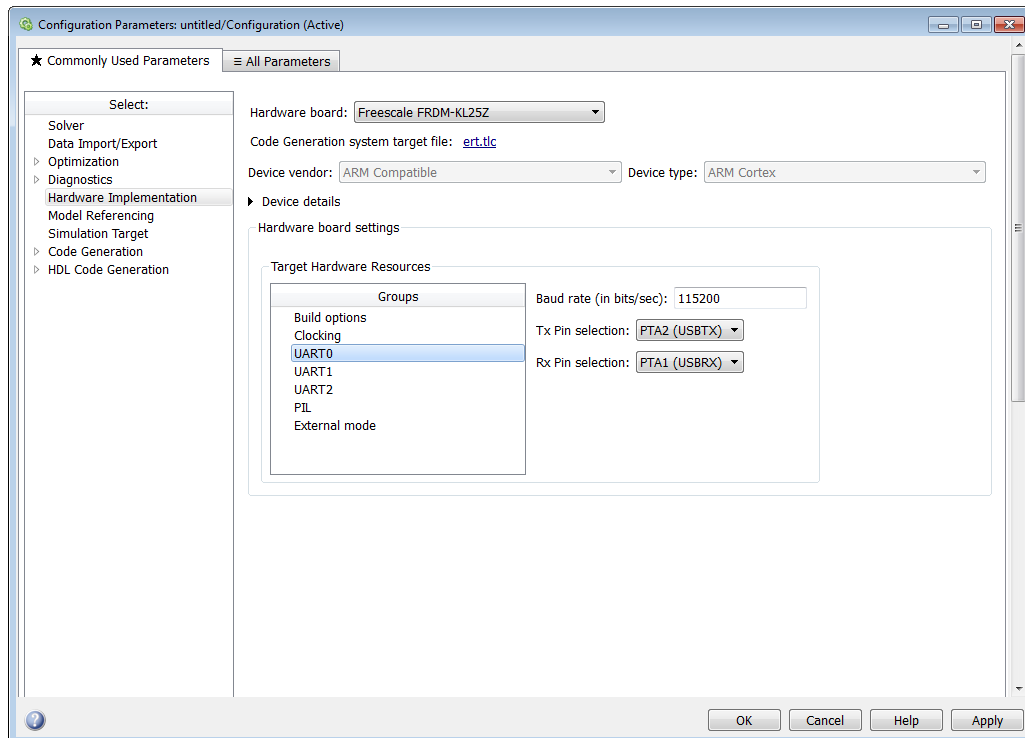 Configuration Parameters: untitled/Configuration (Active)
★ Commonly Used Parameters
≡ All Parameters
Select:
Solver
Data Import/Export
Optimization
Diagnostics
Hardware Implementation
Model Referencing
Simulation Target
Code Generation
HDL Code Generation
Hardware board: Freescale FRDM-KL25Z
Code Generation system target file: ert.tlc
Device vendor: ARM Compatible Device type: ARM Cortex
Device details
Hardware board settings
Target Hardware Resources
Groups
Build options
Clocking
UART0
UART1
UART2
PIL
External mode
Baud rate (in bits/sec): 115200
Tx Pin selection: PTA2 (USBTX)
Rx Pin selection: PTA1 (USBRX)
?
OK Cancel Help Apply